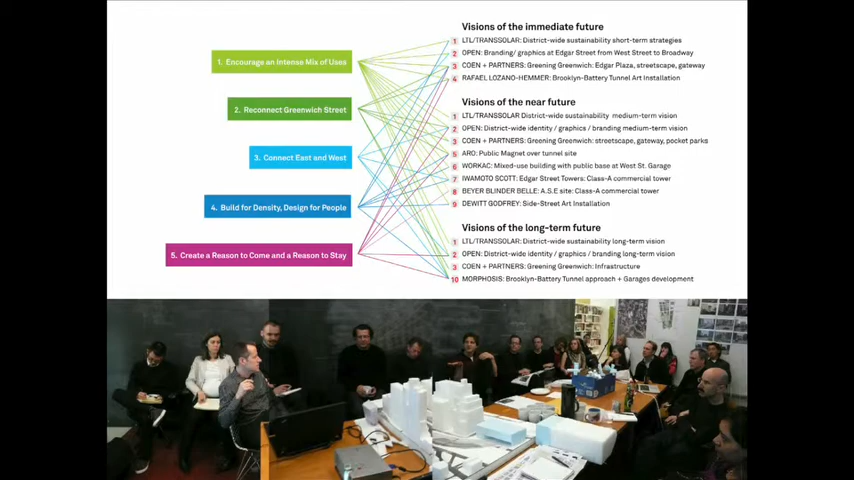 1. Encourage an Intense Mix of Uses
2. Reconnect Greenwich Street
3. Connect East and West
4. Build for Density, Design for People
5. Create a Reason to Come and a Reason to Stay
Visions of the immediate future
1 LTL/TRANSSOLAR: District-wide sustainability short-term strategies
2 OPEN: Branding/ graphics at Edgar Street from West Street to Broadway
3 COEN + PARTNERS: Greening Greenwich: Edgar Plaza, streetscape, gateway
4 RAFAEL LOZANO-HEMMER: Brooklyn-Battery Tunnel Art Installation
Visions of the near future
1 LTL/TRANSSOLAR District-wide sustainability medium-term vision
2 OPEN: District-wide identity / graphics / branding medium-term vision
3 COEN + PARTNERS: Greening Greenwich: streetscape, gateway, pocket parks
5 ARO: Public Magnet over tunnel site
6 WORKAC: Mixed-use building with public base at West St. Garage
7 IWAMOTO SCOTT: Edgar Street Towers: Class-A commercial tower
8 BEYER BLINDER BELLE: A.S.E site: Class-A commercial tower
9 DEWITT GODFREY: Side-Street Art Installation
Visions of the long-term future
1 LTL/TRANSSOLAR: District-wide sustainability long-term vision
2 OPEN: District-wide identity / graphics / branding long-term vision
3 COEN + PARTNERS: Greening Greenwich: Infrastructure
10 MORPHOSIS: Brooklyn-Battery Tunnel approach + Garages development